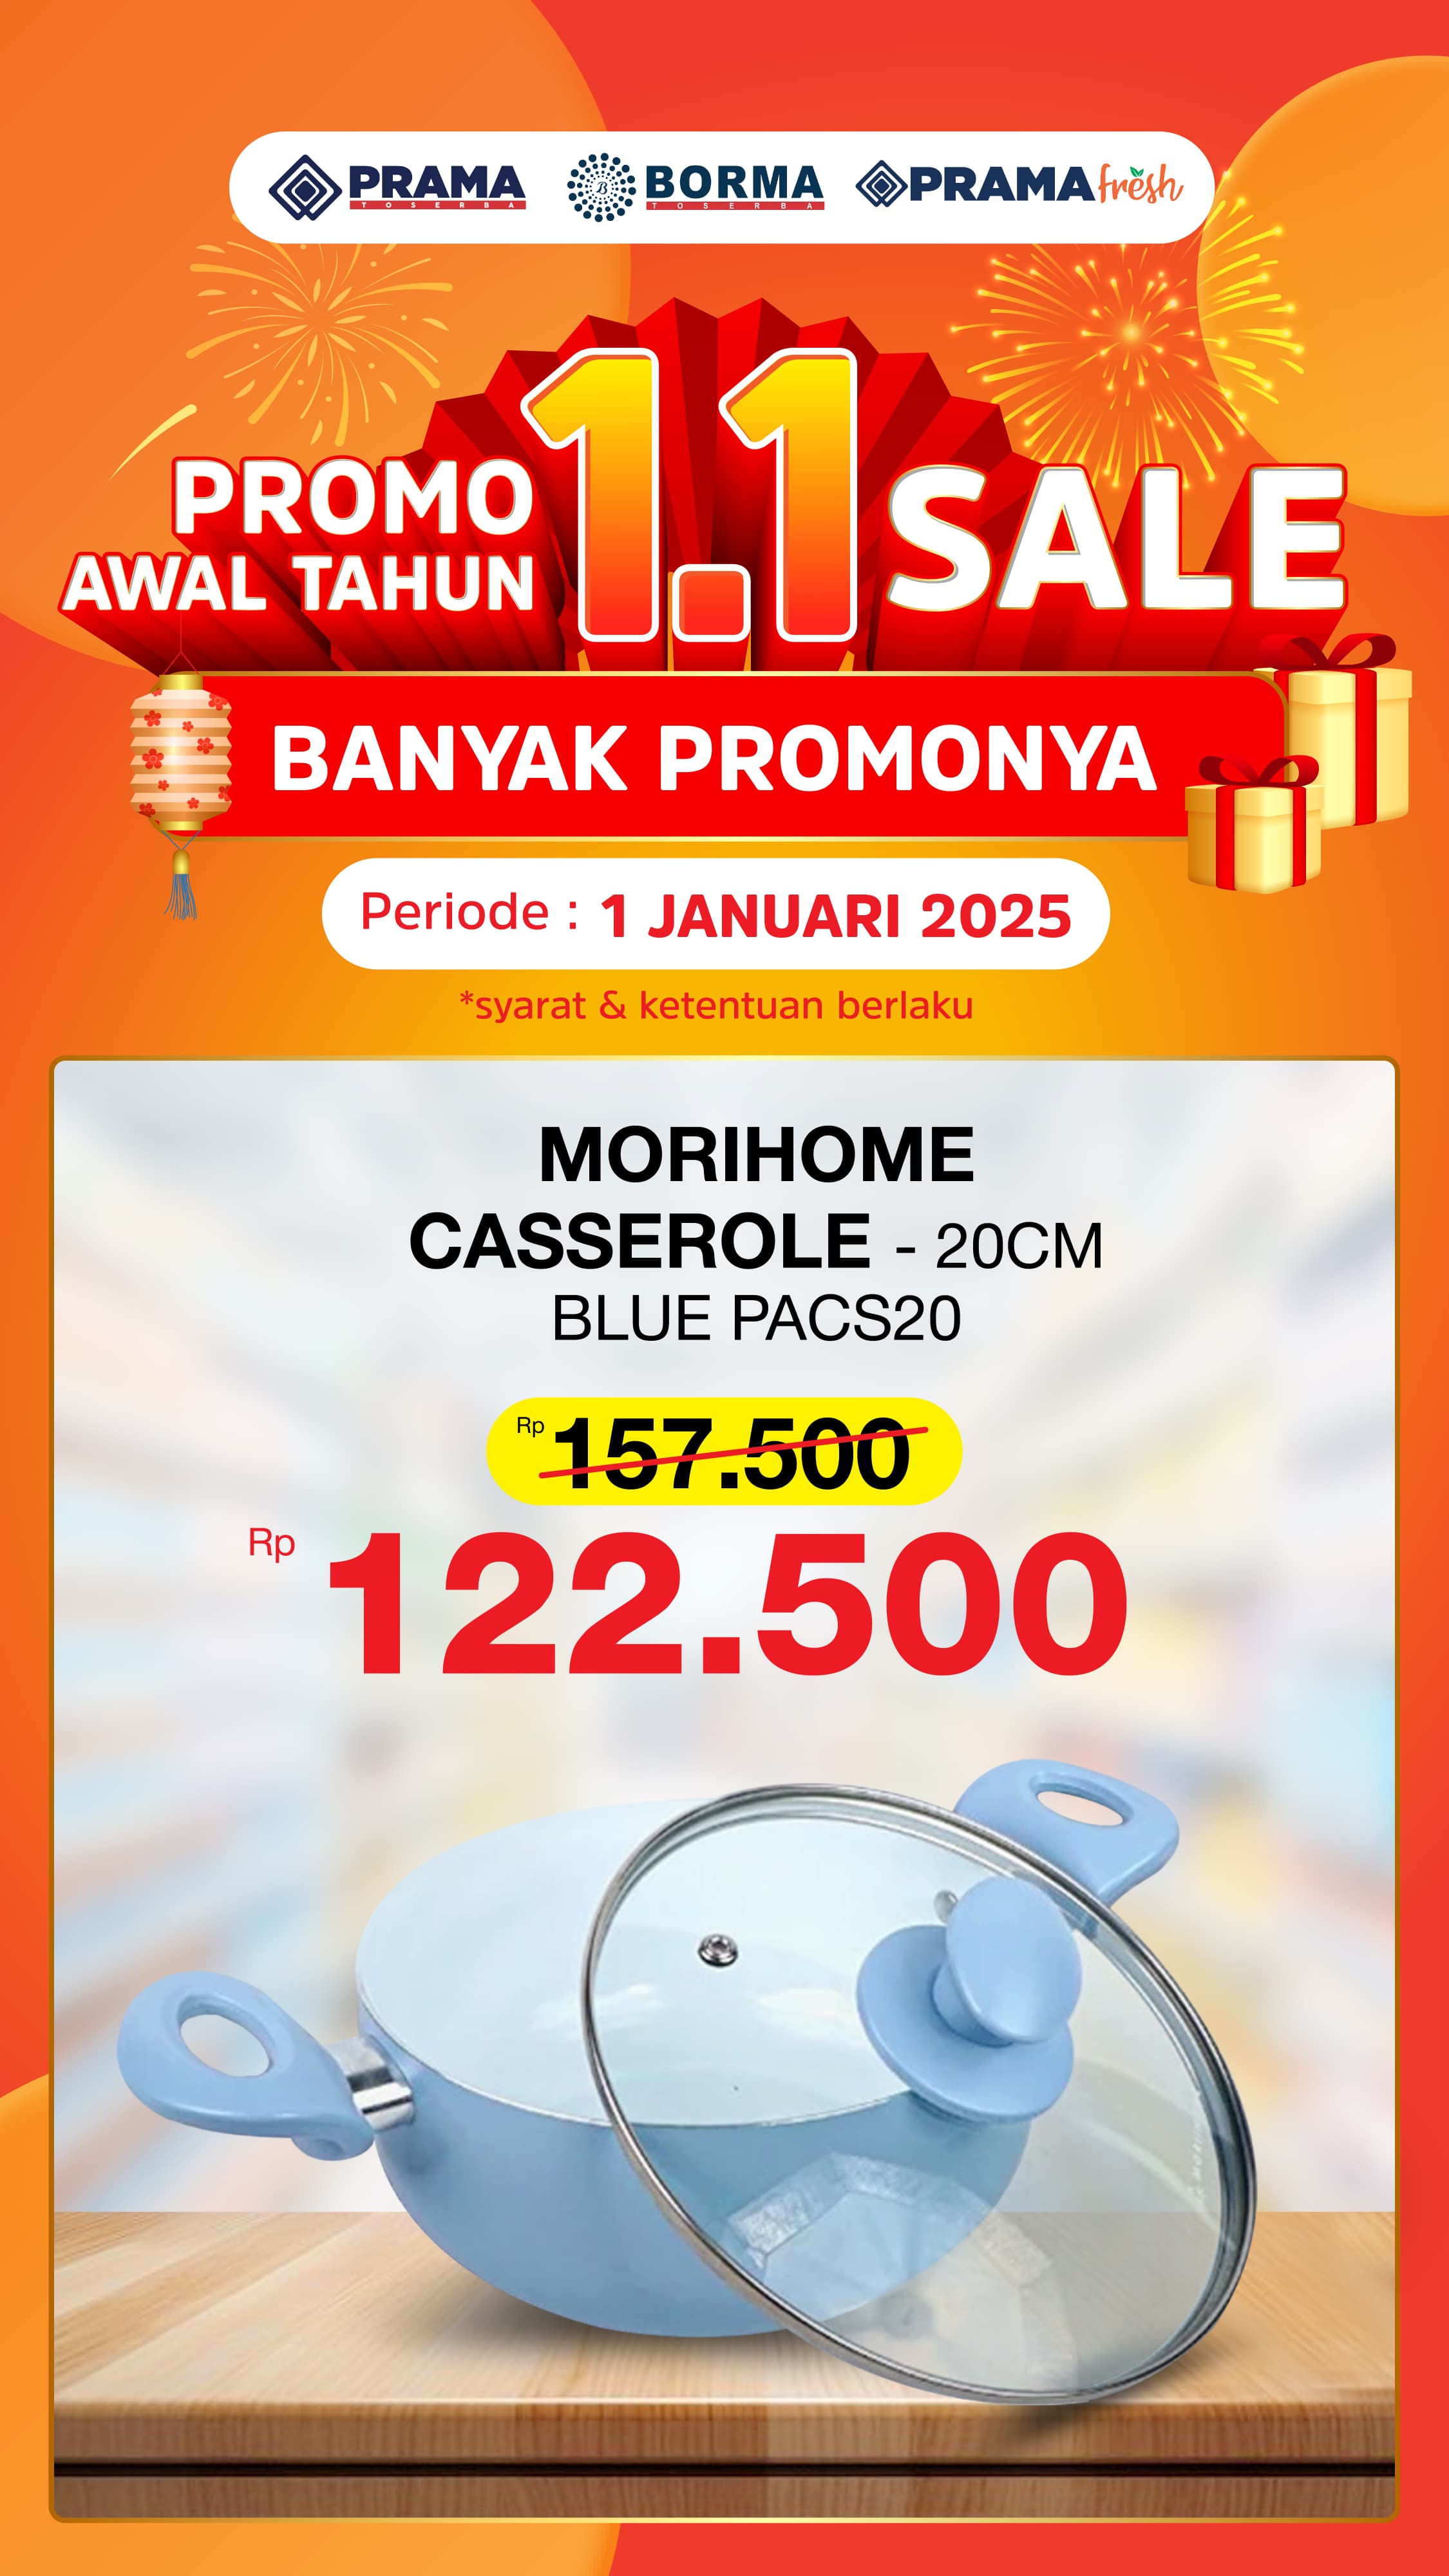 PRAMA
TOSERBA
BORMA
TOSERBA
PRAMA fresh
PROMO
AWAL TAHUN
1.1 SALE
BANYAK PROMONYA
Periode : 1 JANUARI 2025
*syarat & ketentuan berlaku
MORIHOME
CASSEROLE - 20CM
BLUE PACS20
Rp 157.500
Rp 122.500